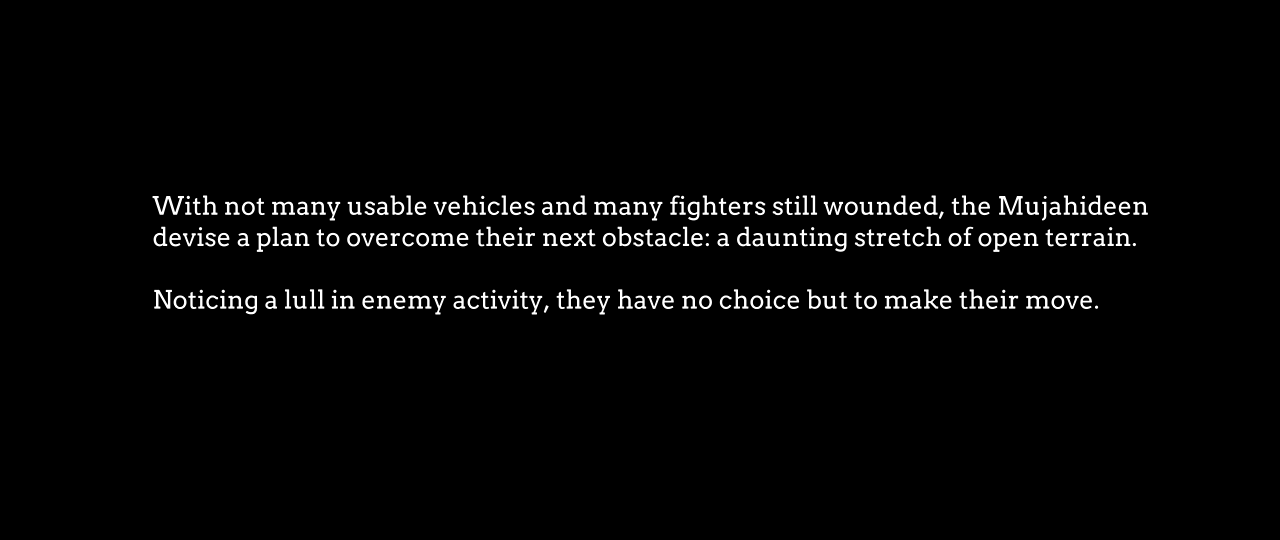 With not many usable vehicles and many fighters still wounded, the Mujahideen
devise a plan to overcome their next obstacle: a daunting stretch of open terrain.
Noticing a lull in enemy activity, they have no choice but to make their move.